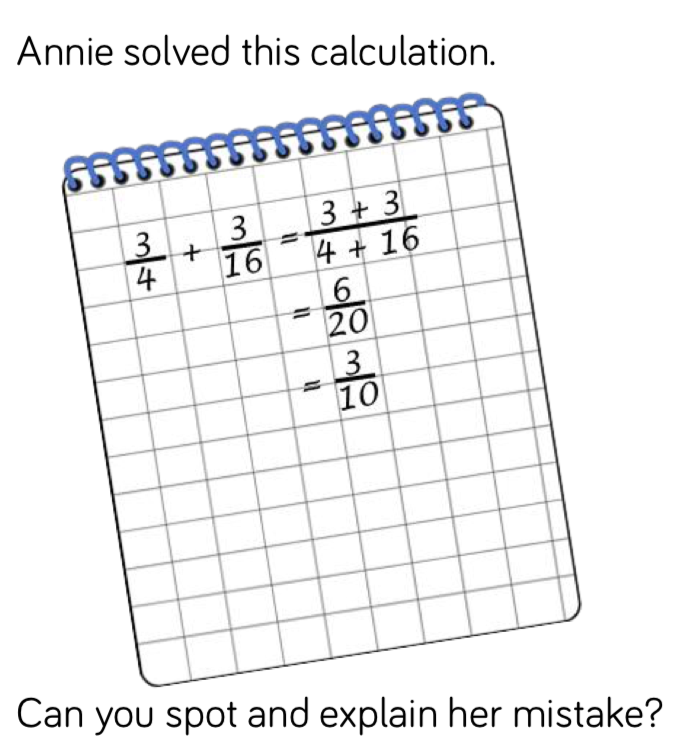 Annie solved this calculation.
3/4 + 3/16 = (3 + 3)/(4 + 16)
= 6/20
= 3/10
Can you spot and explain her mistake?